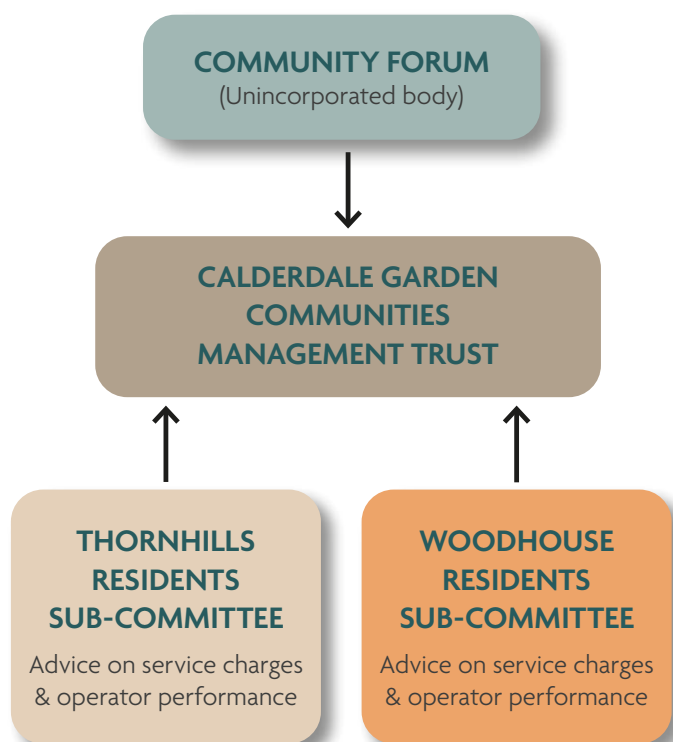 COMMUNITY FORUM
(Unincorporated body)
CALDERDALE GARDEN
COMMUNITIES
MANAGEMENT TRUST
THORNHILLS
RESIDENTS
SUB-COMMITTEE
Advice on service charges
& operator performance
WOODHOUSE
RESIDENTS
SUB-COMMITTEE
Advice on service charges
& operator performance